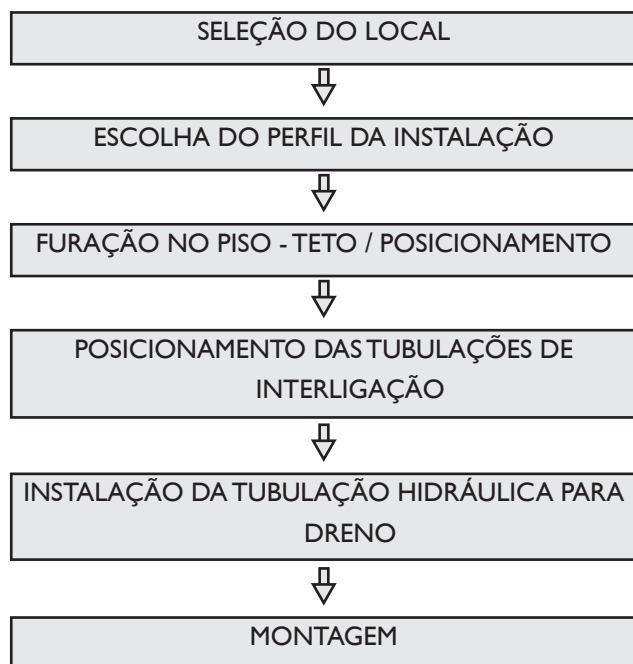 SELEÇÃO DO LOCAL
ESCOLHA DO PERFIL DA INSTALAÇÃO
FURAÇÃO NO PISO - TETO / POSICIONAMENTO
POSICIONAMENTO DAS TUBULAÇÕES DE
INTERLIGAÇÃO
INSTALAÇÃO DA TUBULAÇÃO HIDRÁULICA PARA
DRENO
MONTAGEM